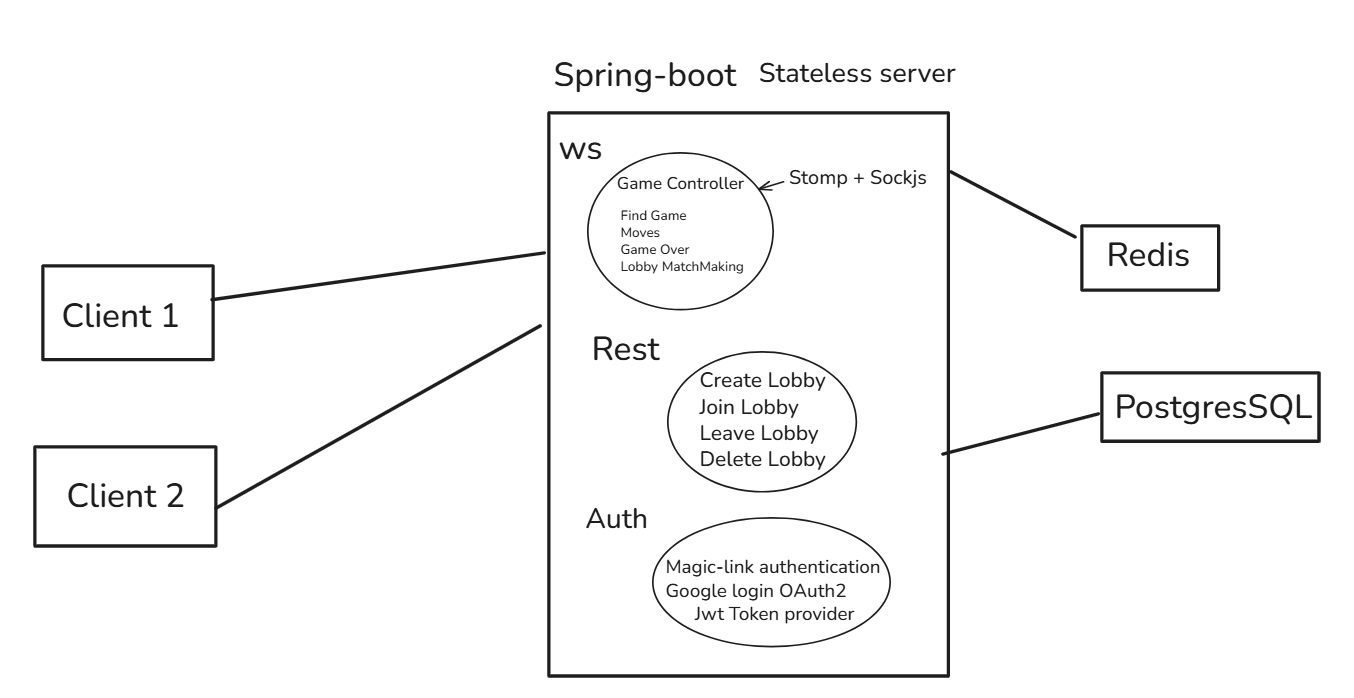 Spring-boot Stateless server
ws
Game Controller
Stomp + Sockjs
Find Game
Moves
Game Over
Lobby MatchMaking
Client 1
Client 2
Rest
Create Lobby
Join Lobby
Leave Lobby
Delete Lobby
Auth
Magic-link authentication
Google login OAuth2
Jwt Token provider
Redis
PostgresSQL